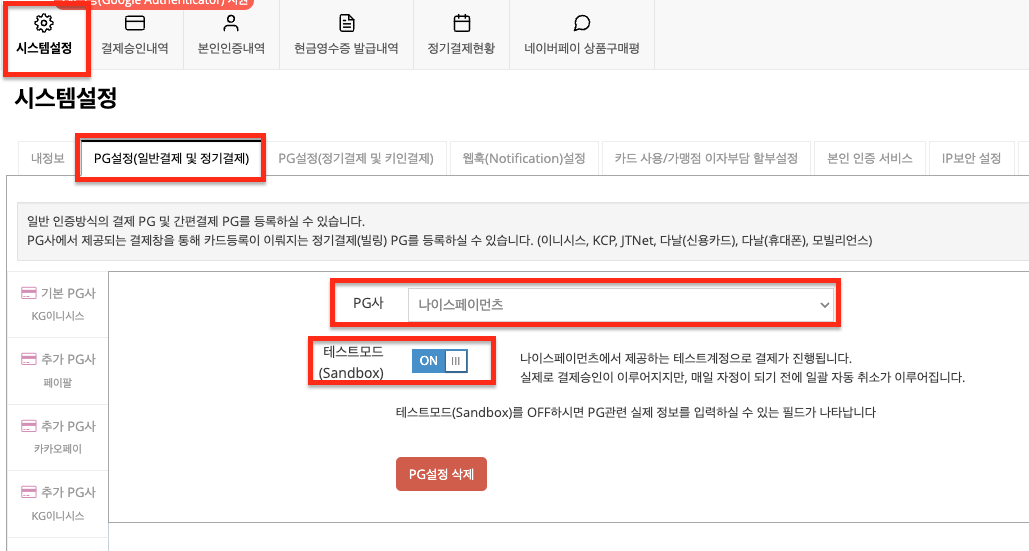 (Google Authenticator) 지원
시스템설정
결제승인내역
본인인증내역
현금영수증 발급내역
정기결제현황
네이버페이 상품구매평
시스템설정
내정보
PG설정(일반결제 및 정기결제)
PG설정(정기결제 및 키인결제)
웹훅(Notification)설정
카드 사용/가맹점 이자부담 할부설정
본인 인증 서비스
IP보안 설정
일반 인증방식의 결제 PG 및 간편결제 PG를 등록하실 수 있습니다.
PG사에서 제공되는 결제창을 통해 카드등록이 이뤄지는 정기결제(빌링) PG를 등록하실 수 있습니다. (이니시스, KCP, JTNet, 다날(신용카드), 다날(휴대폰), 모빌리언스)
기본 PG사
KG이니시스
추가 PG사
페이팔
추가 PG사
카카오페이
추가 PG사
KG이니시스
PG사
나이스페이먼츠
테스트모드
(Sandbox)
ON
나이스페이먼츠에서 제공하는 테스트계정으로 결제가 진행됩니다.
실제로 결제승인이 이루어지지만, 매일 자정이 되기 전에 일괄 자동 취소가 이루어집니다.
테스트모드(Sandbox)를 OFF하시면 PG관련 실제 정보를 입력하실 수 있는 필드가 나타납니다
PG설정 삭제